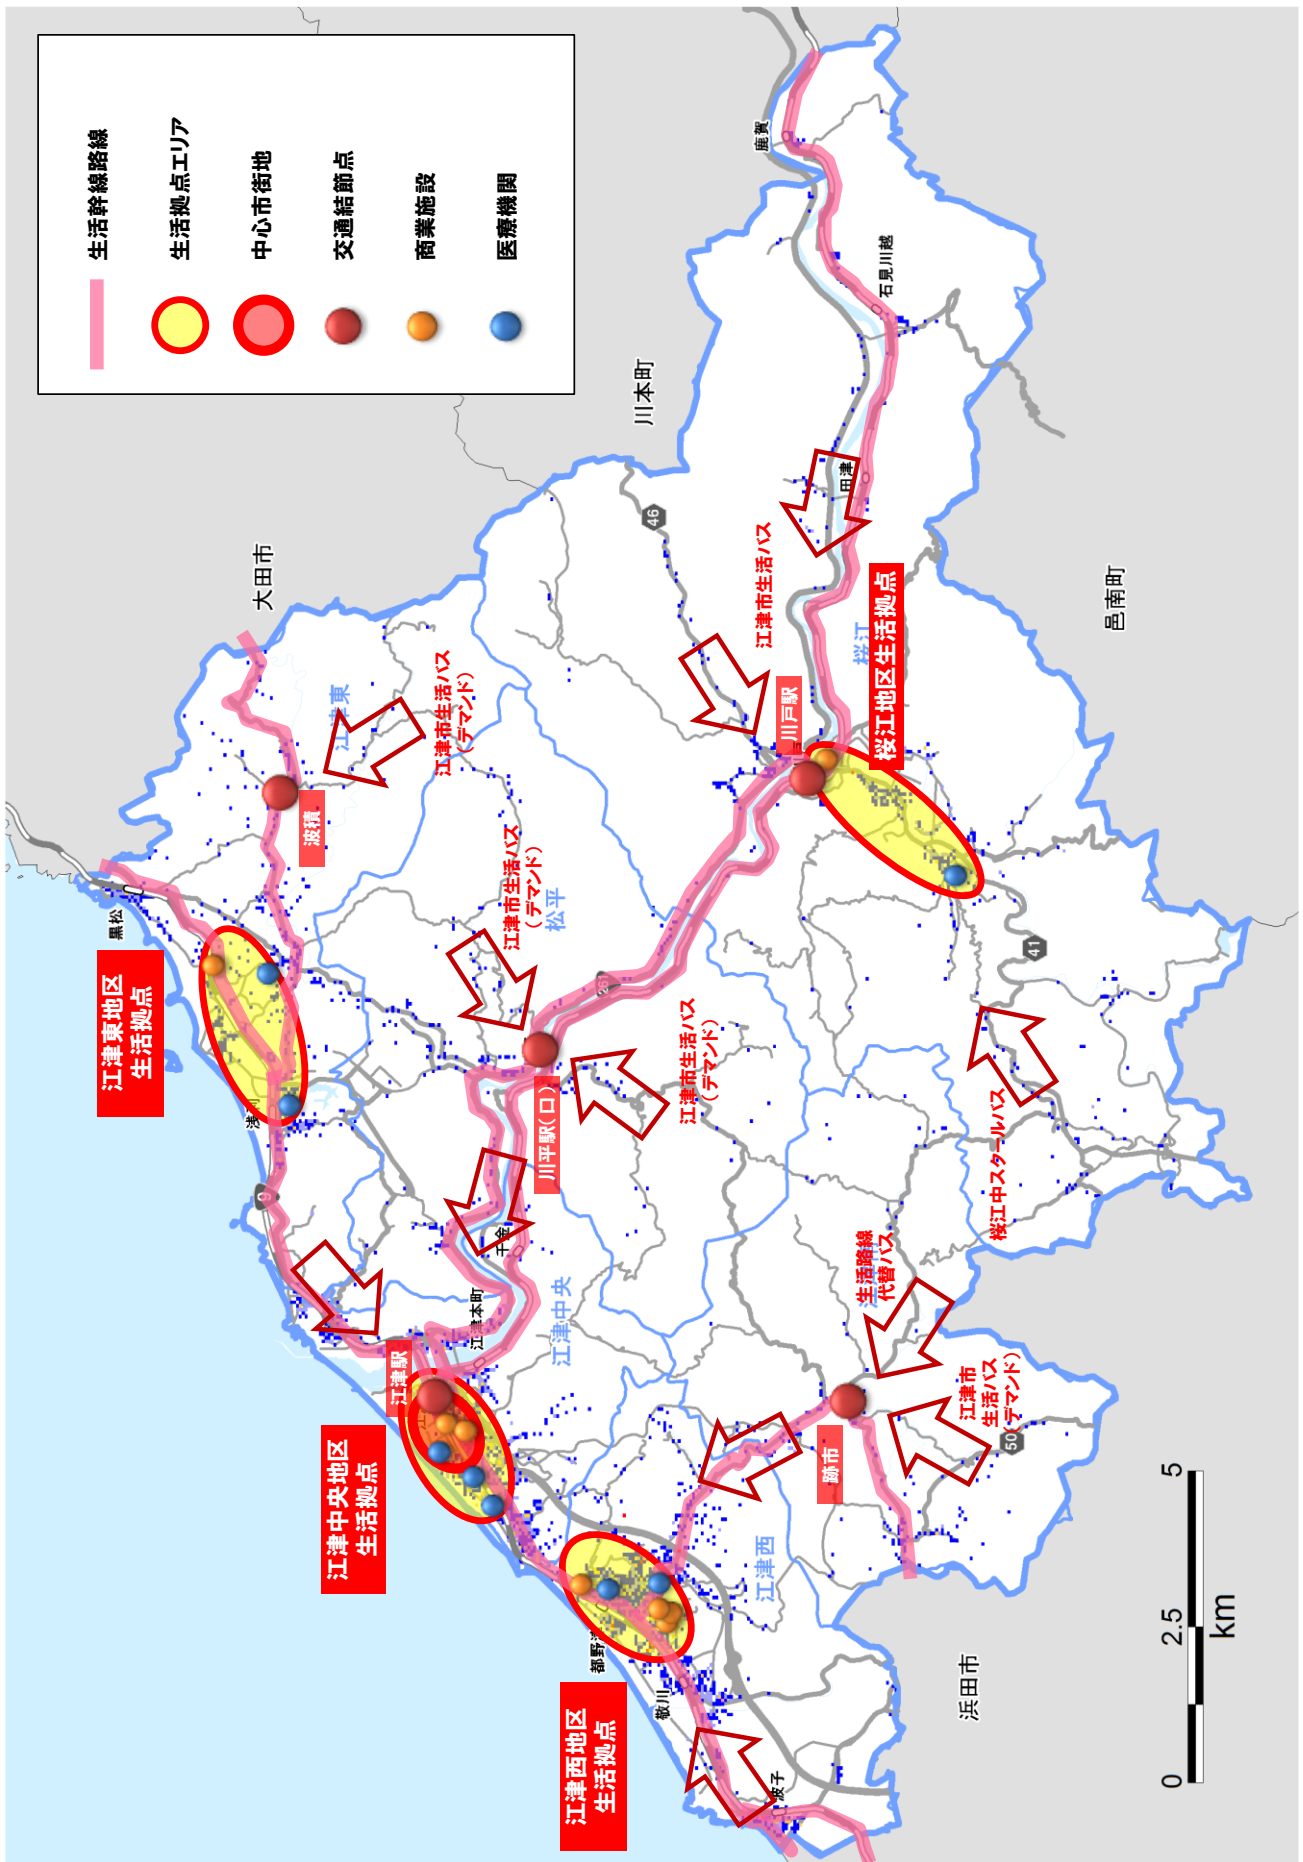 生活幹線路線
生活拠点エリア
中心市街地
交通結節点
商業施設
医療機関
大田市
川本町
邑南町
浜田市
鹿賀
石見川越
田津
46
江津市生活バス
桜江
桜江地区生活拠点
川戸駅
江津東
江津市生活バス
(デマンド)
波積
黒松
江津東地区
生活拠点
9
江津市生活バス
(デマンド)
松平
川平駅(口)
江津市生活バス
(デマンド)
千金
江津本町
江津中央
江津駅
江津中央地区
生活拠点
41
桜江中スクールバス
生活路線
代替バス
江津市
生活バス
(デマンド)
50
跡市
江津西
敬川
波子
江津西地区
生活拠点
0
2.5
5
km